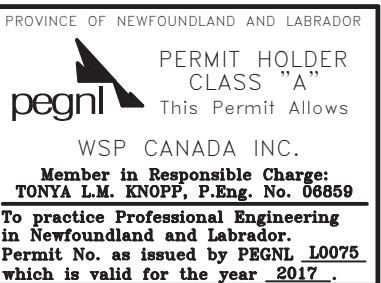 PROVINCE OF NEWFOUNDLAND AND LABRADOR
pegnl
PERMIT HOLDER
CLASS "A"
This Permit Allows
WSP CANADA INC.
Member in Responsible Charge:
TONYA L.M. KNOPP, P.Eng. No. 06859
To practice Professional Engineering
in Newfoundland and Labrador.
Permit No. as issued by PEGNL L0075
which is valid for the year 2017.